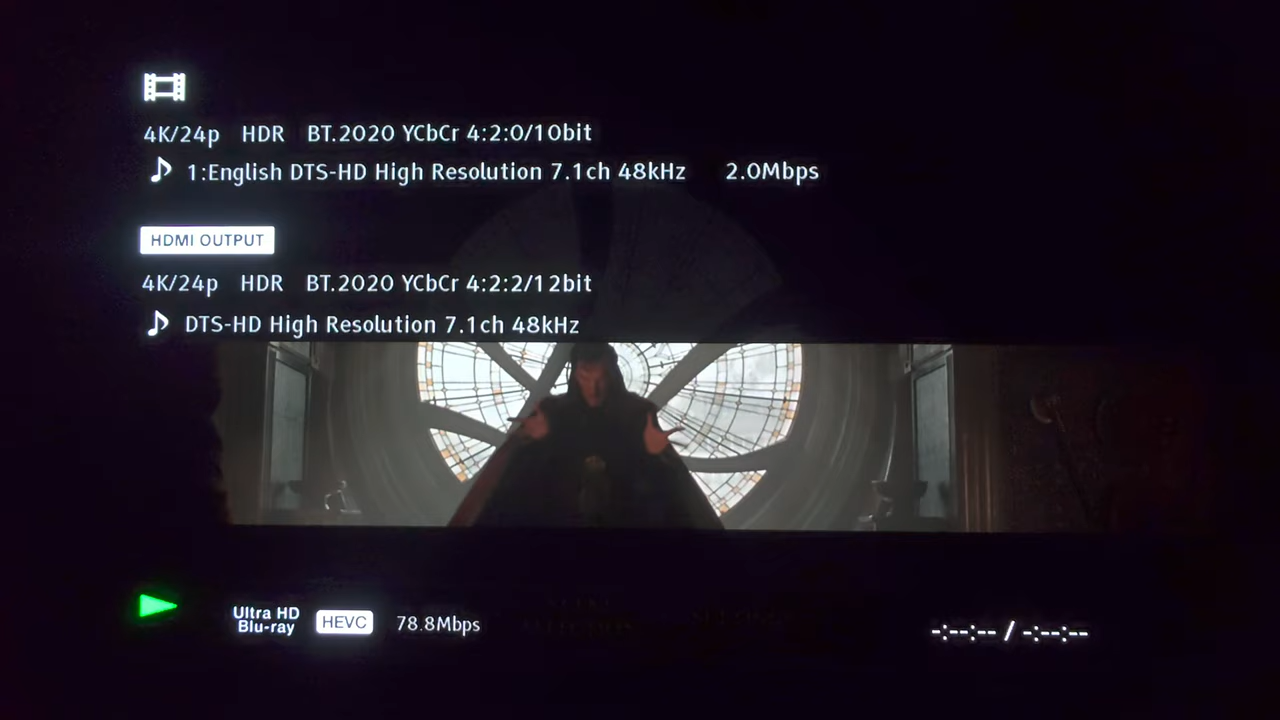 4K/24p HDR BT.2020 YCbCr 4:2:0/10bit
1:English DTS-HD High Resolution 7.1ch 48kHz 2.0Mbps
HDMI OUTPUT
4K/24p HDR BT.2020 YCbCr 4:2:2/12bit
DTS-HD High Resolution 7.1ch 48kHz
Ultra HD
Blu-ray
HEVC 78.8Mbps
-:--:-- / -:--:--